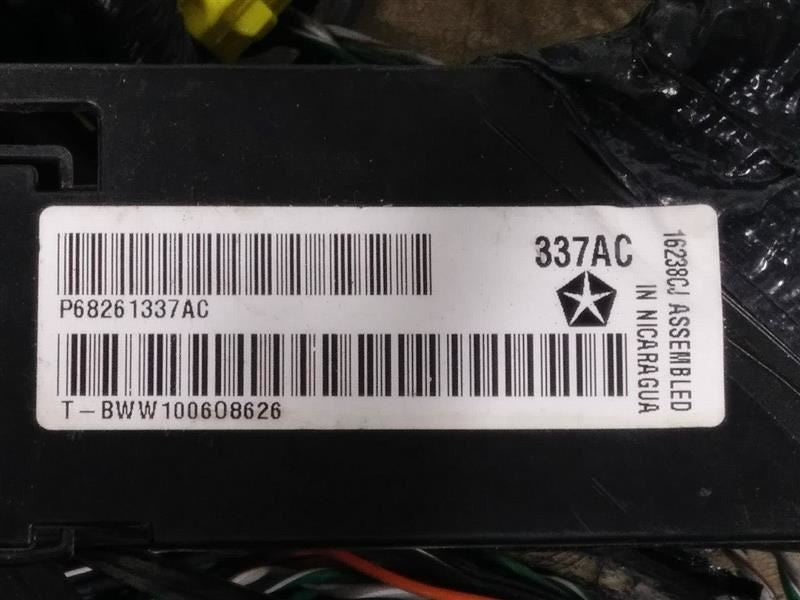 337AC
P68261337AC
T-BWW100608626
16238CJ ASSEMBLED
IN NICARAGUA